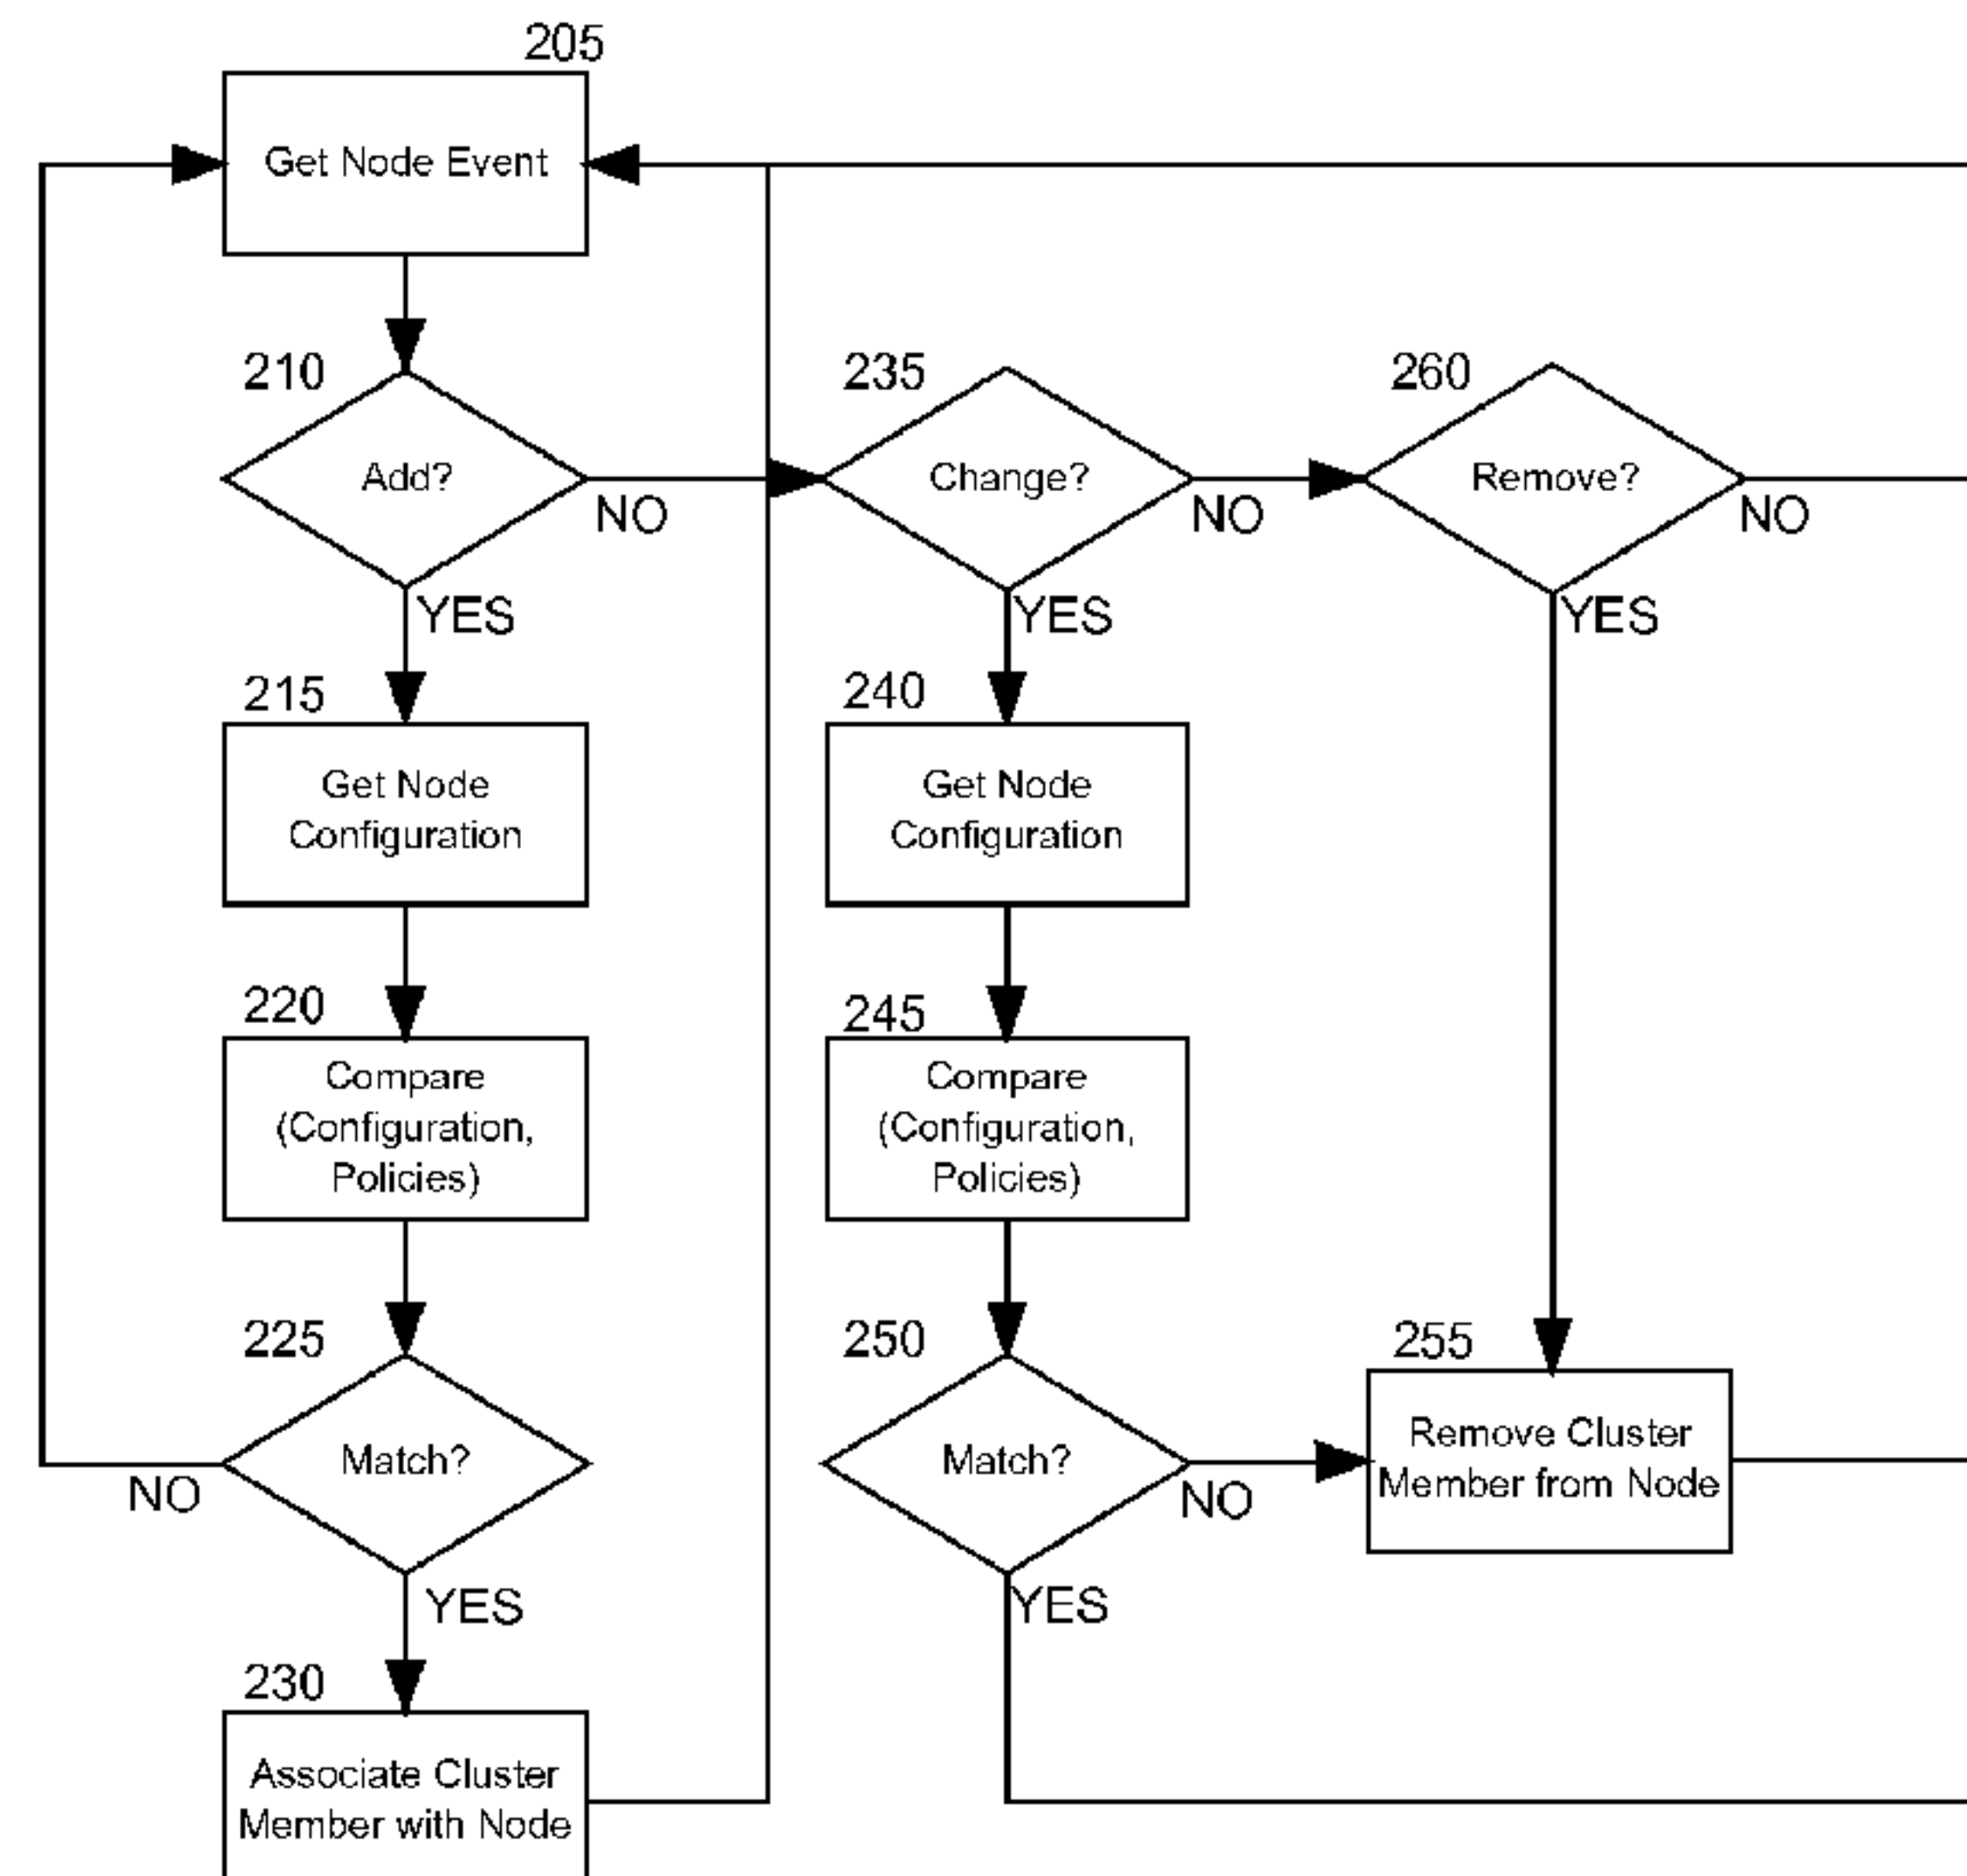 205
Get Node Event
210
Add?
NO
YES
235
Change?
NO
YES
260
Remove?
NO
YES
215
Get Node
Configuration
240
Get Node
Configuration
220
Compare
(Configuration,
Policies)
245
Compare
(Configuration,
Policies)
225
Match?
NO
YES
250
Match?
NO
YES
255
Remove Cluster
Member from Node
230
Associate Cluster
Member with Node